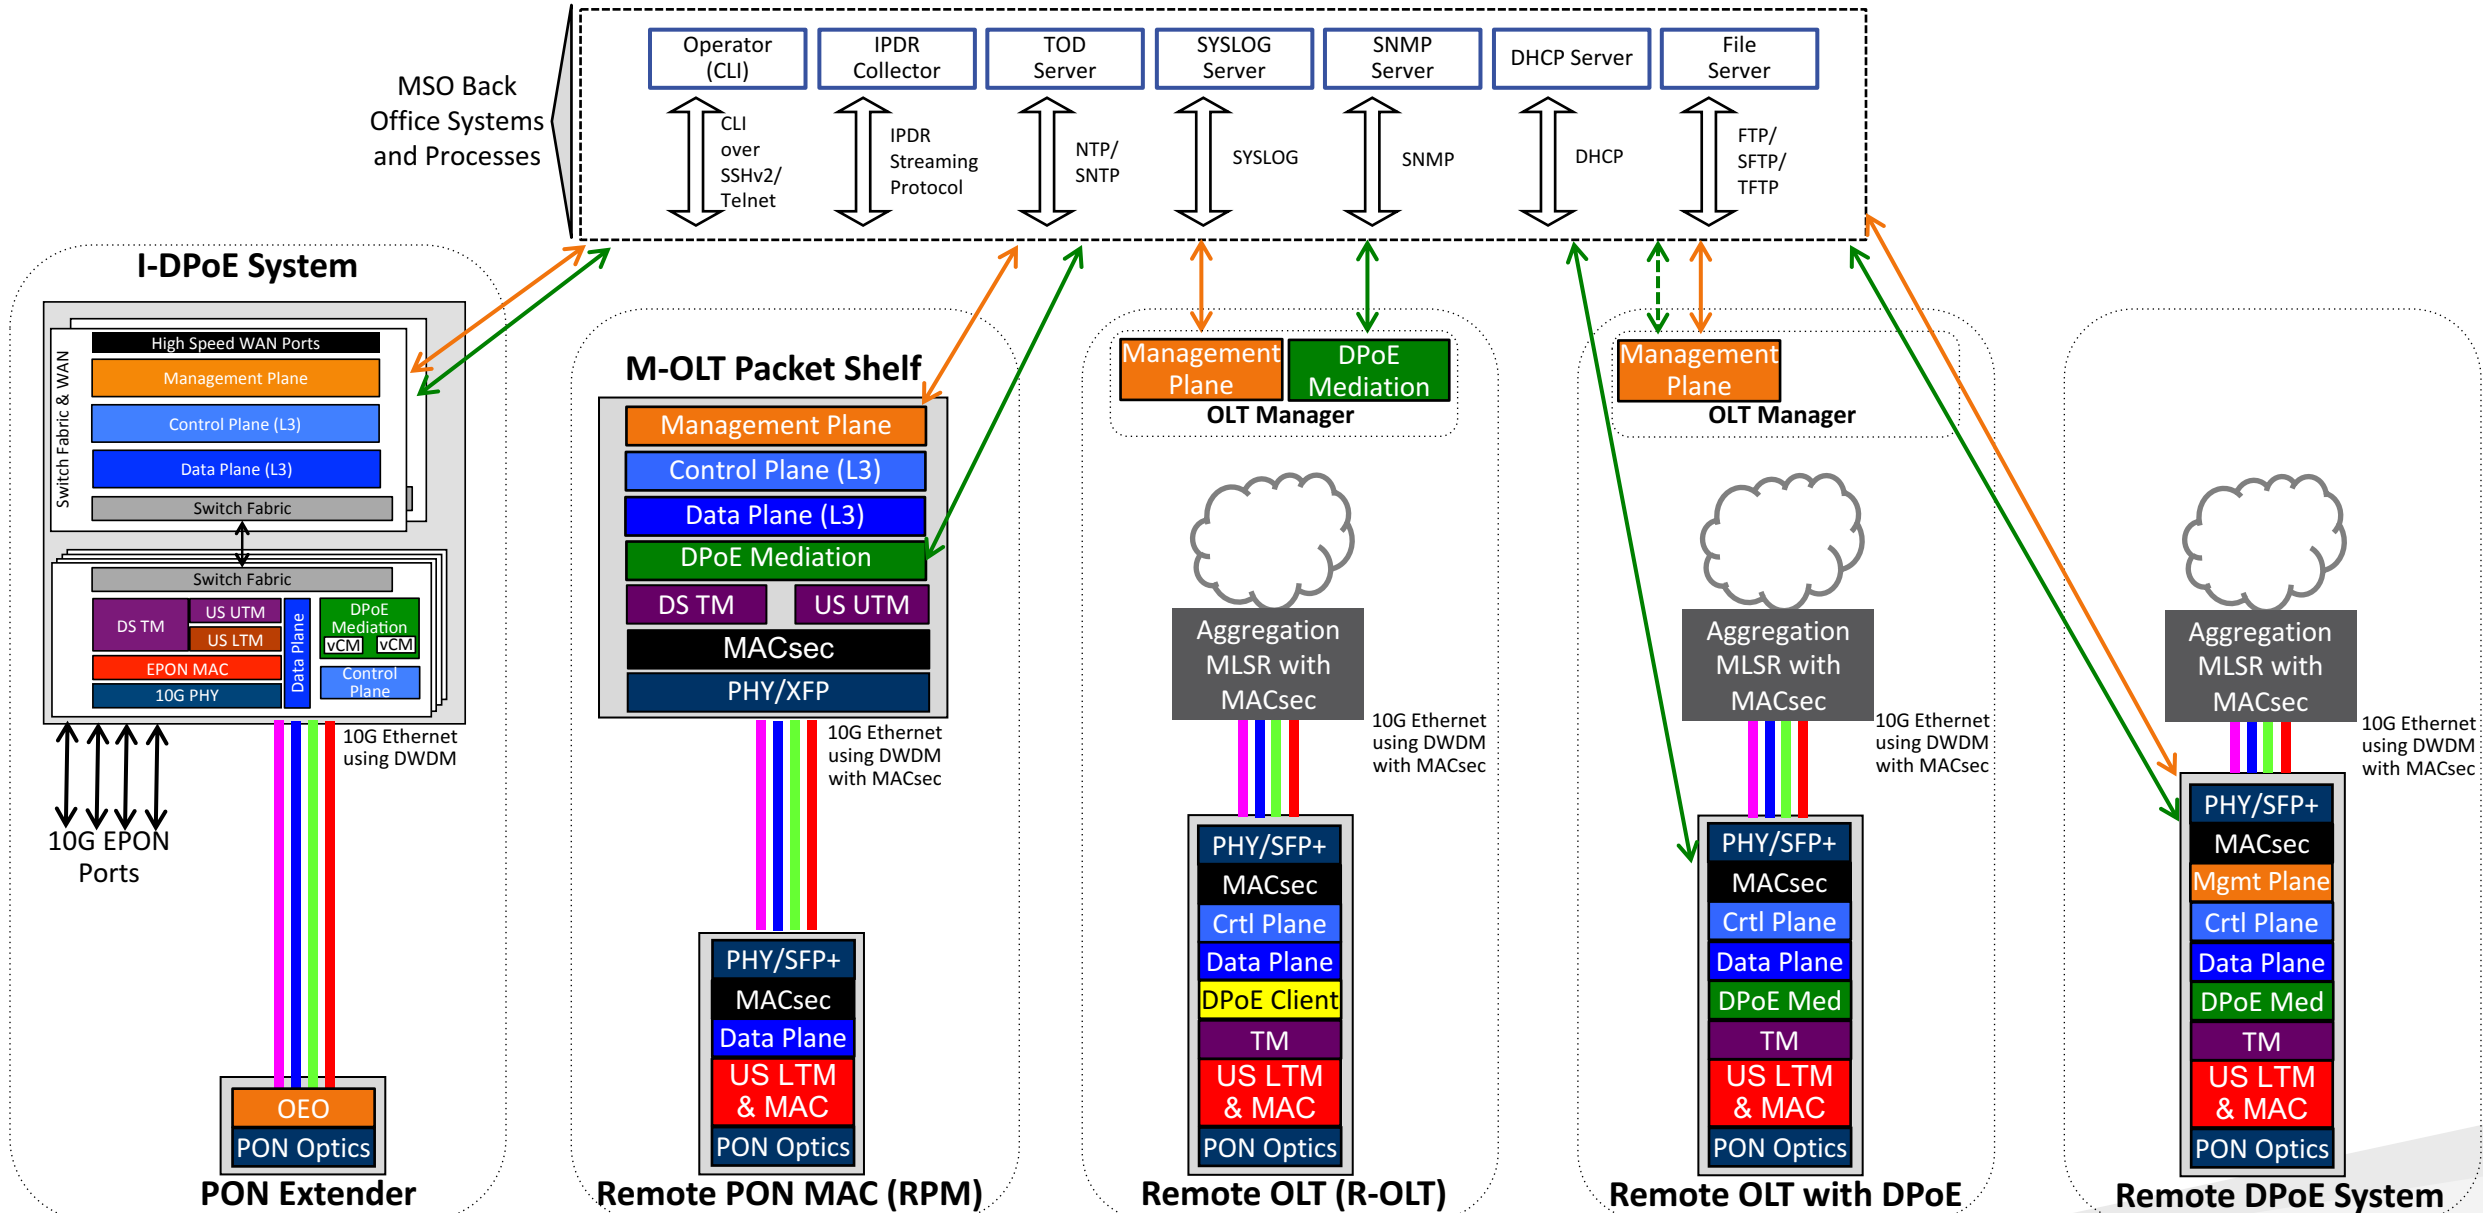 MSO Back
Office Systems
and Processes
Operator
(CLI)
IPDR
Collector
TOD
Server
SYSLOG
Server
SNMP
Server
DHCP Server
File
Server
CLI
over
SSHv2/
Telnet
IPDR
Streaming
Protocol
NTP/
SNTP
SYSLOG
SNMP
DHCP
FTP/
SFTP/
TFTP
I-DPoE System
Switch Fabric & WAN
High Speed WAN Ports
Management Plane
Control Plane (L3)
Data Plane (L3)
Switch Fabric
Switch Fabric
DS TM
US UTM
US LTM
EPON MAC
10G PHY
Data Plane
DPoE
Mediation
vCM
vCM
Control
Plane
10G Ethernet
using DWDM
10G EPON
Ports
OEO
PON Optics
PON Extender
M-OLT Packet Shelf
Management Plane
Control Plane (L3)
Data Plane (L3)
DPoE Mediation
DS TM
US UTM
MACsec
PHY/XFP
10G Ethernet
using DWDM
with MACsec
PHY/SFP+
MACsec
Data Plane
US LTM
& MAC
PON Optics
Remote PON MAC (RPM)
Management
Plane
DPoE
Mediation
OLT Manager
Aggregation
MLSR with
MACsec
10G Ethernet
using DWDM
with MACsec
PHY/SFP+
MACsec
Crtl Plane
Data Plane
DPoE Client
TM
US LTM
& MAC
PON Optics
Remote OLT (R-OLT)
Management
Plane
OLT Manager
Aggregation
MLSR with
MACsec
10G Ethernet
using DWDM
with MACsec
PHY/SFP+
MACsec
Crtl Plane
Data Plane
DPoE Med
TM
US LTM
& MAC
PON Optics
Remote OLT with DPoE
Aggregation
MLSR with
MACsec
10G Ethernet
using DWDM
with MACsec
PHY/SFP+
MACsec
Mgmt Plane
Crtl Plane
Data Plane
DPoE Med
TM
US LTM
& MAC
PON Optics
Remote DPoE System